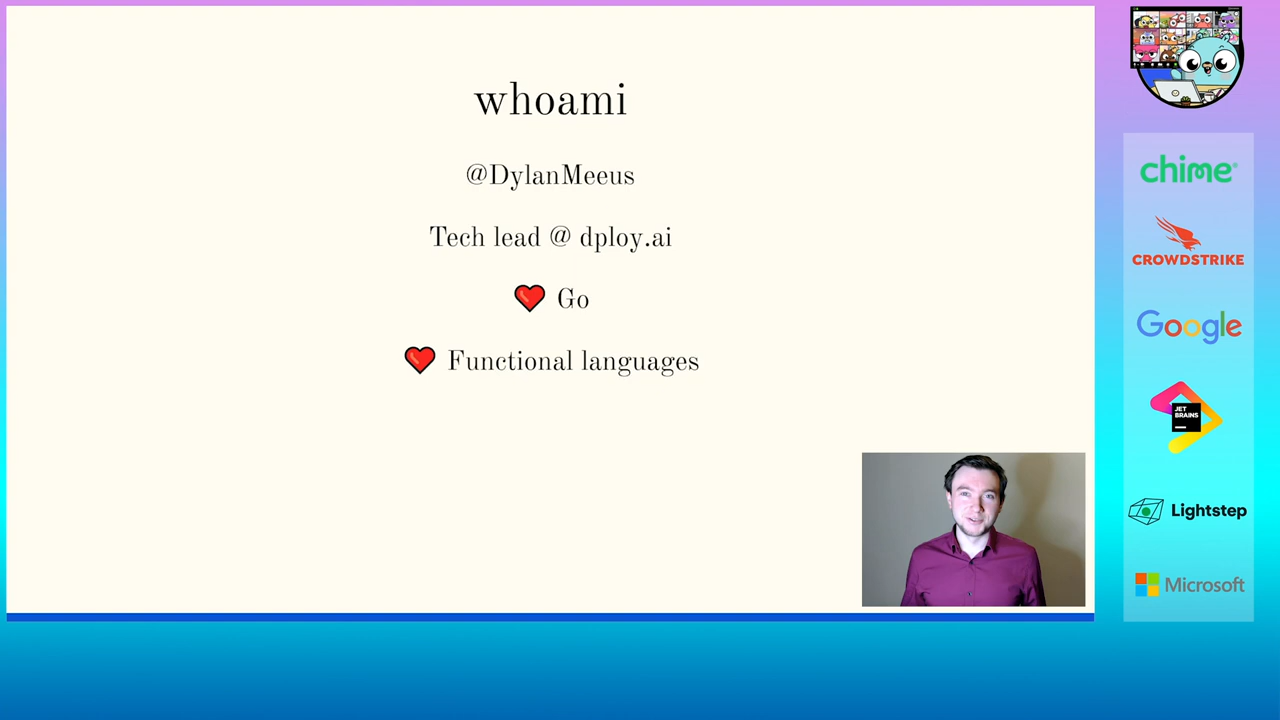 whoami
@DylanMeeus
Tech lead @ dploy.ai
❤️ Go
❤️ Functional languages
chime®
CROWDSTRIKE
Google
JET
BRAINS
Lightstep
Microsoft